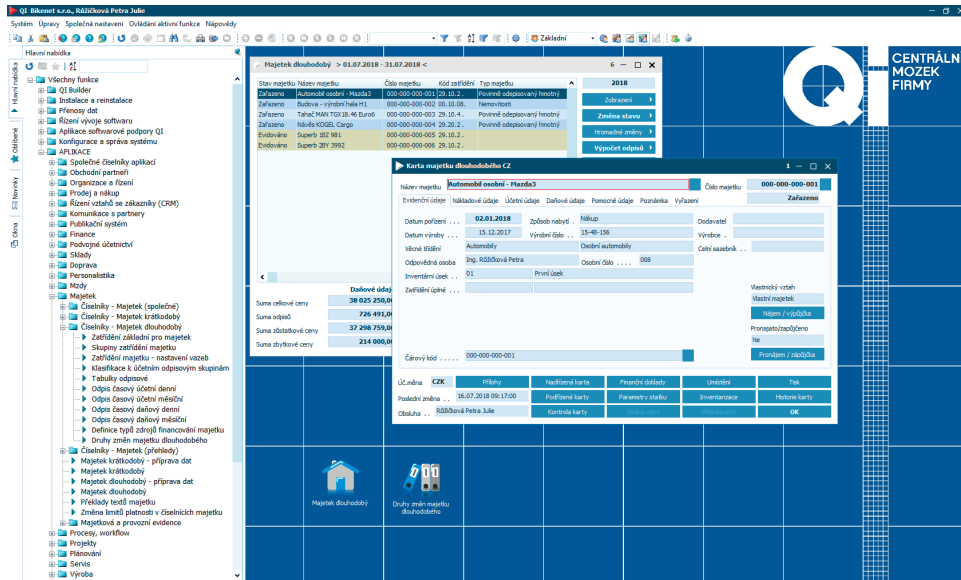 QI Bikenet s.r.o., Růžičková Petra Julie
Systém Úpravy Společná nastavení Ovládání aktivní funkce Nápovědy
Základní
Hlavní nabídka
Hlavní nabídka
Oblíbené
Novinky
Okna
Všechny funkce
QI Builder
Instalace a reinstalace
Přenosy dat
Řízení vývoje softwaru
Aplikace softwarové podpory QI
Konfigurace a správa systému
APLIKACE
Společné číselníky aplikací
Obchodní partneři
Organizace a řízení
Prodej a nákup
Řízení vztahů se zákazníky (CRM)
Komunikace s partnery
Publikační systém
Finance
Podvojné účetnictví
Sklady
Doprava
Personalistika
Mzdy
Majetek
Číselníky - Majetek (společné)
Číselníky - Majetek krátkodobý
Číselníky - Majetek dlouhodobý
Zatřídění základní pro majetek
Skupiny zatřídění majetku
Zatřídění majetku - nastavení vazeb
Klasifikace k účetním odpisovým skupinám
Tabulky odpisové
Odpis časový účetní denní
Odpis časový účetní měsíční
Odpis časový daňový denní
Odpis časový daňový měsíční
Definice typů zdrojů financování majetku
Druhy změn majetku dlouhodobého
Číselníky - Majetek (přehledy)
Majetek krátkodobý - příprava dat
Majetek krátkodobý
Majetek dlouhodobý - příprava dat
Majetek dlouhodobý
Překlady textů majetku
Změna limitů platnosti v číselnících majetku
Majetková a provozní evidence
Procesy, workflow
Projekty
Plánování
Servis
Výroba
CENTRÁLN
MOZEK
FIRMY
Majetek dlouhodobý > 01.07.2018 - 31.07.2018 < 6
Stav majetku Název majetku Číslo majetku Kód zatřídění Typ majetku
Zařazeno Automobil osobní - Mazda3 000-000-000-001 29.10.2. Povinně odepisovaný hmotný
Zařazeno Budova - výrobní hala H1 000-000-000-002 00.10.08. Nemovitosti
Zařazeno Tahač MAN TGX 18.46 Euro6 000-000-000-003 29.10.4. Povinně odepisovaný hmotný
Zařazeno Návěs KOGEL Cargo 000-000-000-004 29.20.2. Povinně odepisovaný hmotný
Evidováno Superb 1BZ 981 000-000-000-005 29.10.2.
Evidováno Superb 2BY 3992 000-000-000-006 29.10.2.
2018
Zobrazení
Změna stavu
Hromadné změny
Výpočet odpisů
Daňové údaj
Suma celkové ceny 38 025 250,0
Suma odpisů 726 491,0
Suma zůstatkové ceny 37 298 759,0
Suma zbytkové ceny 214 000,0
Karta majetku dlouhodobého CZ 1
Název majetku Automobil osobní - Mazda3 Číslo majetku 000-000-000-001
Evidenční údaje Nákladové údaje Účetní údaje Daňové údaje Pomocné údaje Poznámka Vyřazení Zařazeno
Datum pořízení . . . 02.01.2018 Způsob nabytí . Nákup Dodavatel
Datum výroby . . . 15.12.2017 Výrobní číslo . . 15-48-156 Výrobce .
Věcné třídění Automobily Osobní automobily Celní sazebník . .
Odpovědná osoba Ing. Růžičková Petra Osobní číslo . . . . 008
Inventární úsek . . 01 První úsek
Zatřídění úplné . . .
Vlastnický vztah
Vlastní majetek
Nájem / výpůjčka
Pronajato/zapůjčeno
Ne
Pronájem / zápůjčka
Čárový kód . . . . . 000-000-000-001
Úč.měna CZK Přílohy Nadřízená karta Finanční doklady Umístění Tisk
Poslední změna . . 16.07.2018 09:17:00 Podřízené karty Parametry statku Inventarizace Historie karty
Obsluha . . Růžičková Petra Julie Kontrola karty OK
Majetek dlouhodobý
Druhy změn majetku
dlouhodobého